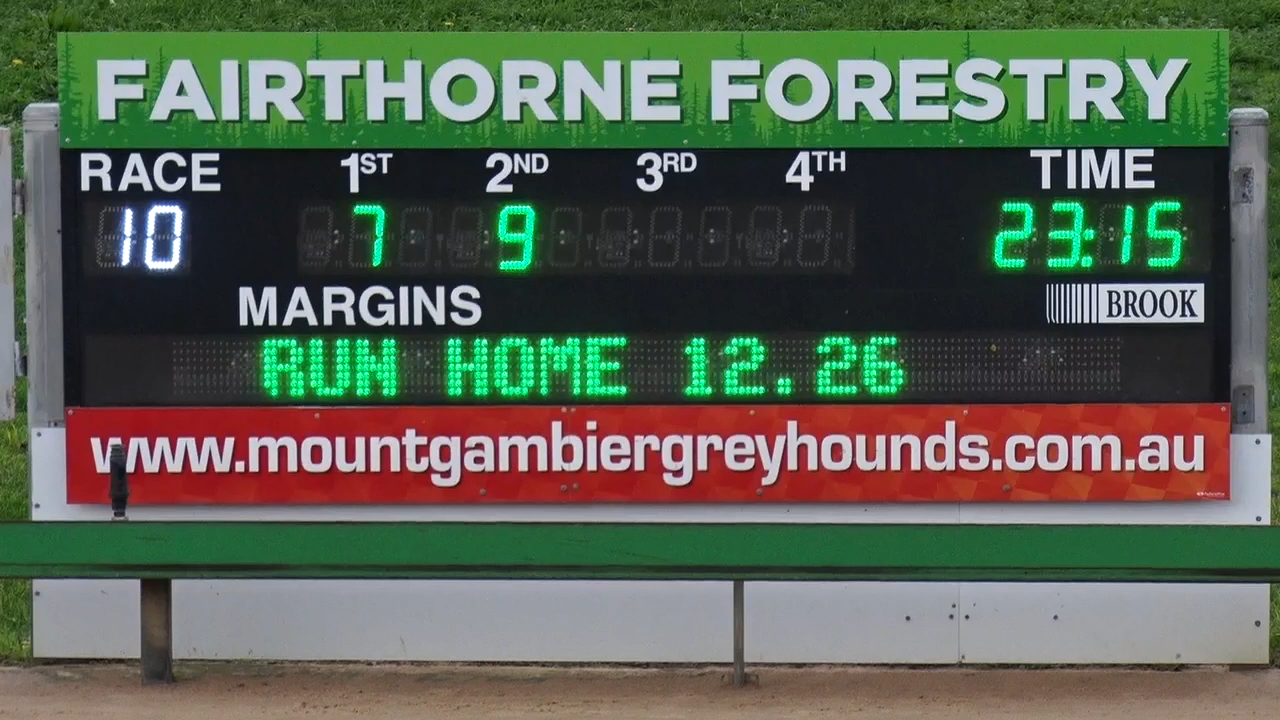 FAIRTHORNE FORESTRY
RACE 1ST 2ND 3RD 4TH TIME
10 7 9 23:15
MARGINS
BROOK
RUN HOME 12.26
www.mountgambiergreyhounds.com.au